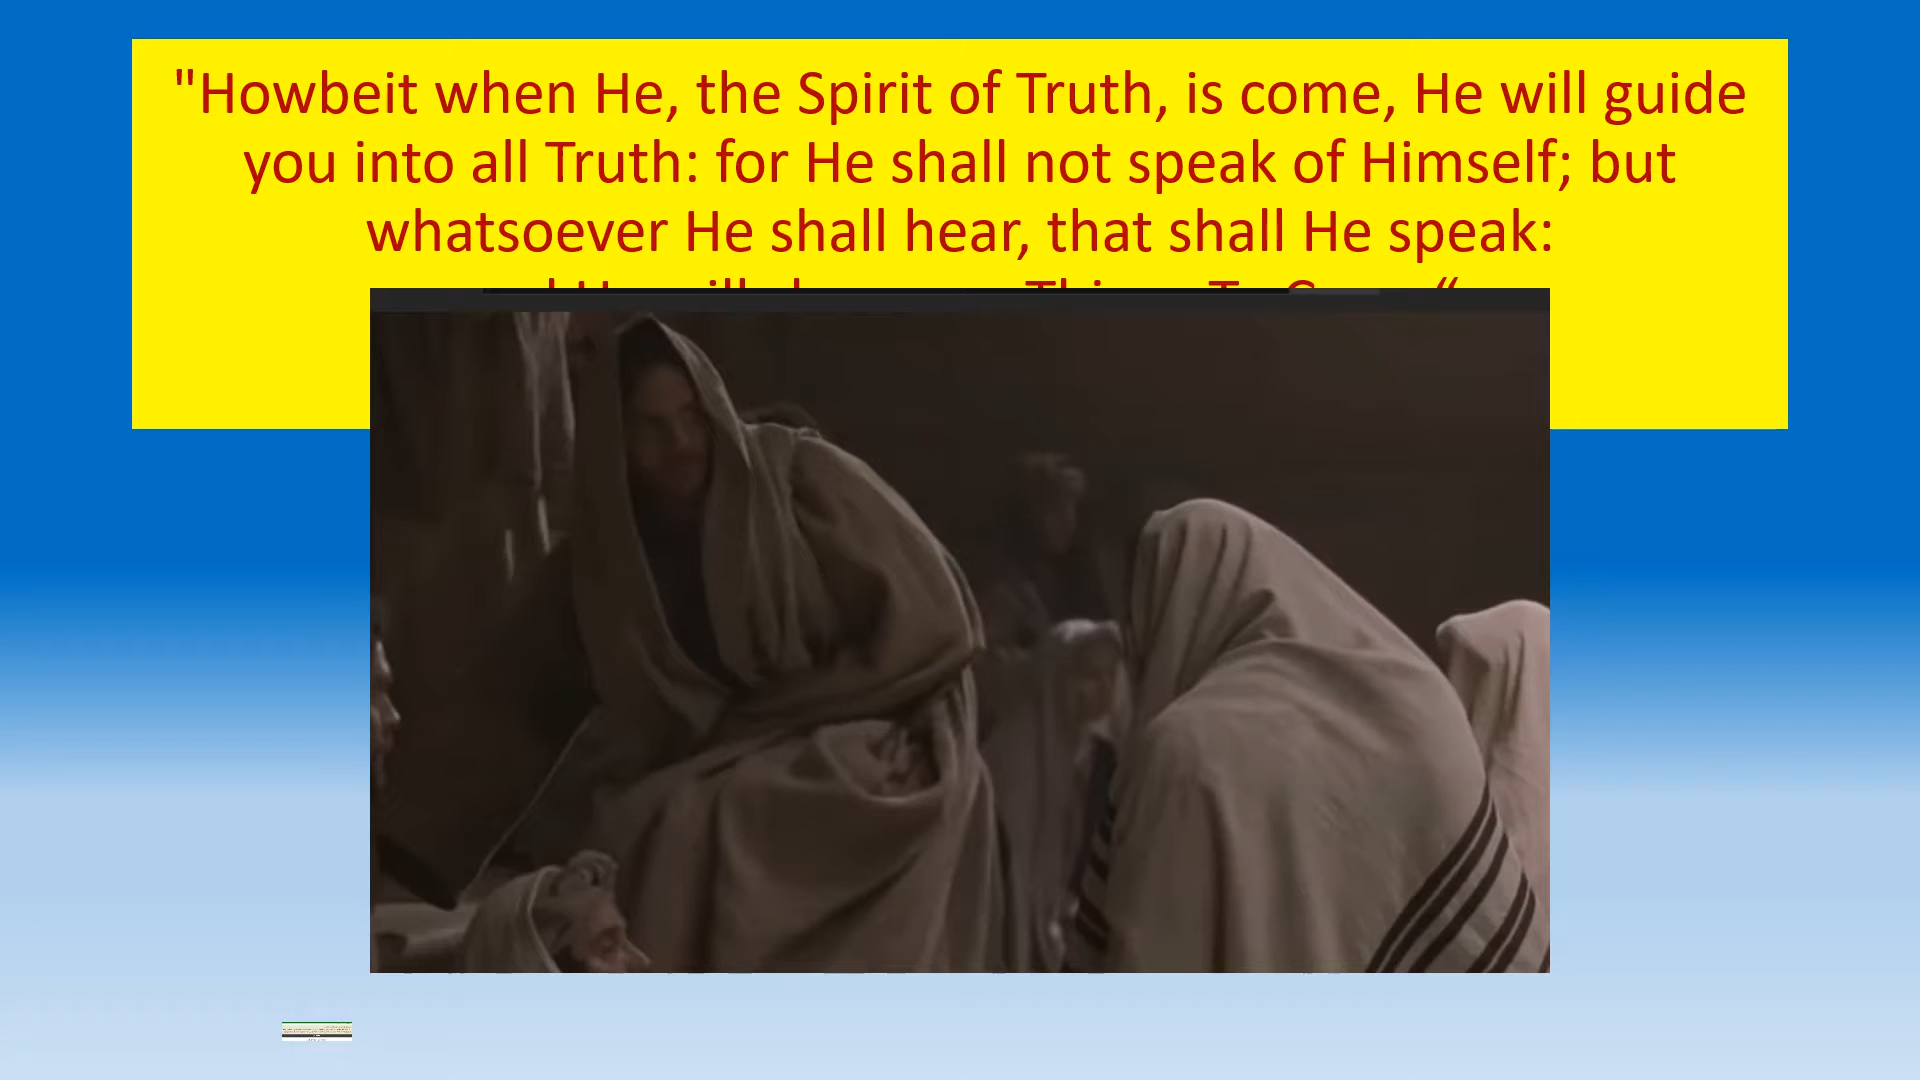 "Howbeit when He, the Spirit of Truth, is come, He will guide
you into all Truth: for He shall not speak of Himself; but
whatsoever He shall hear, that shall He speak: